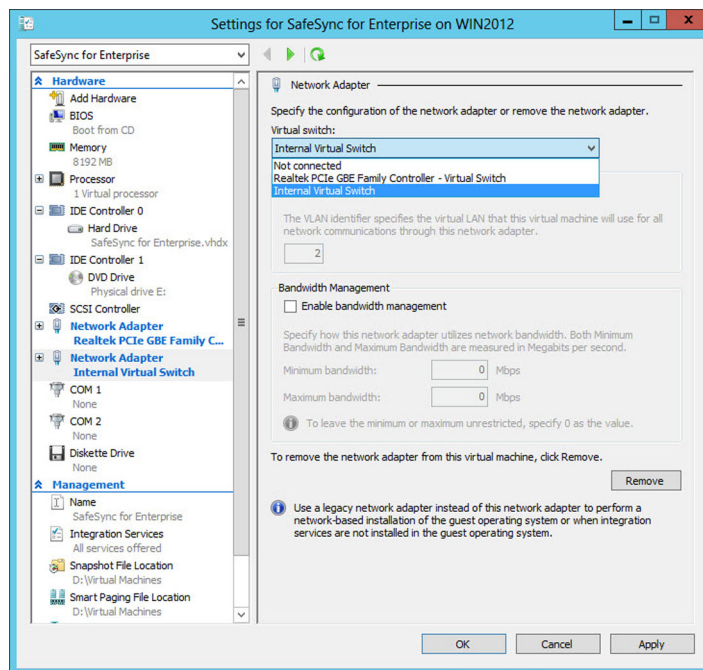 Settings for SafeSync for Enterprise on WIN2012
SafeSync for Enterprise
Hardware
Add Hardware
BIOS
Boot from CD
Memory
8192 MB
Processor
1 Virtual processor
IDE Controller 0
Hard Drive
SafeSync for Enterprise.vhdx
IDE Controller 1
DVD Drive
Physical drive E:
SCSI Controller
Network Adapter
Realtek PCIe GBE Family C...
Network Adapter
Internal Virtual Switch
COM 1
None
COM 2
None
Diskette Drive
None
Management
Name
SafeSync for Enterprise
Integration Services
All services offered
Snapshot File Location
D:\Virtual Machines
Smart Paging File Location
D:\Virtual Machines
Network Adapter
Specify the configuration of the network adapter or remove the network adapter.
Virtual switch:
Internal Virtual Switch
Not connected
Realtek PCIe GBE Family Controller - Virtual Switch
Internal Virtual Switch
The VLAN identifier specifies the virtual LAN that this virtual machine will use for all
network communications through this network adapter.
2
Bandwidth Management
Enable bandwidth management
Specify how this network adapter utilizes network bandwidth. Both Minimum
Bandwidth and Maximum Bandwidth are measured in Megabits per second.
Minimum bandwidth: 0 Mbps
Maximum bandwidth: 0 Mbps
To leave the minimum or maximum unrestricted, specify 0 as the value.
To remove the network adapter from this virtual machine, click Remove.
Remove
Use a legacy network adapter instead of this network adapter to perform a
network-based installation of the guest operating system or when integration
services are not installed in the guest operating system.
OK Cancel Apply